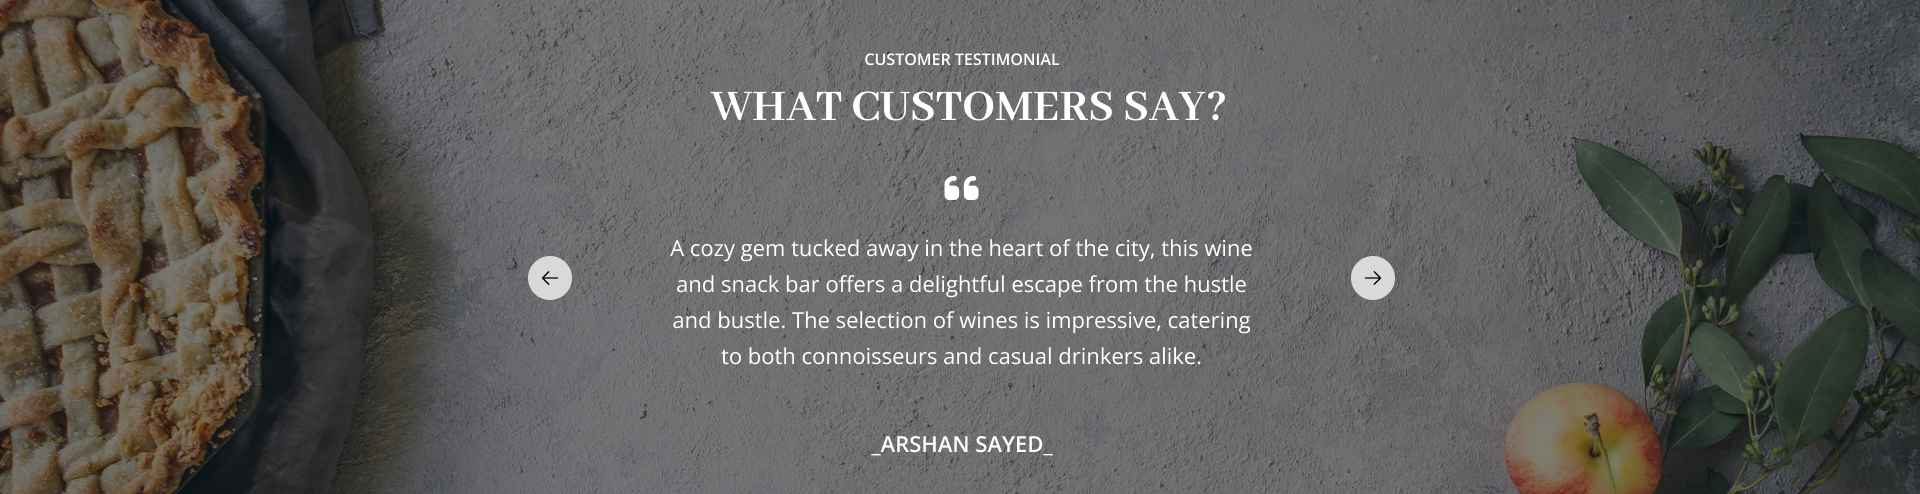 CUSTOMER TESTIMONIAL
WHAT CUSTOMERS SAY?
“
A cozy gem tucked away in the heart of the city, this wine
and snack bar offers a delightful escape from the hustle
and bustle. The selection of wines is impressive, catering
to both connoisseurs and casual drinkers alike.
_ARSHAN SAYED_